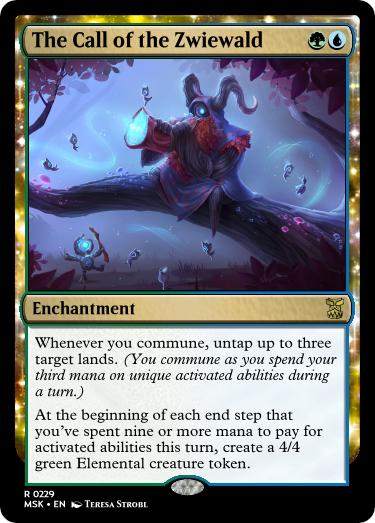 The Call of the Zwiewald
Enchantment
Whenever you commune, untap up to three
target lands. (You commune as you spend your
third mana on unique activated abilities during
a turn.)
At the beginning of each end step that
you've spent nine or more mana to pay for
activated abilities this turn, create a 4/4
green Elemental creature token.
R 0229
MSK • EN Teresa Strobl